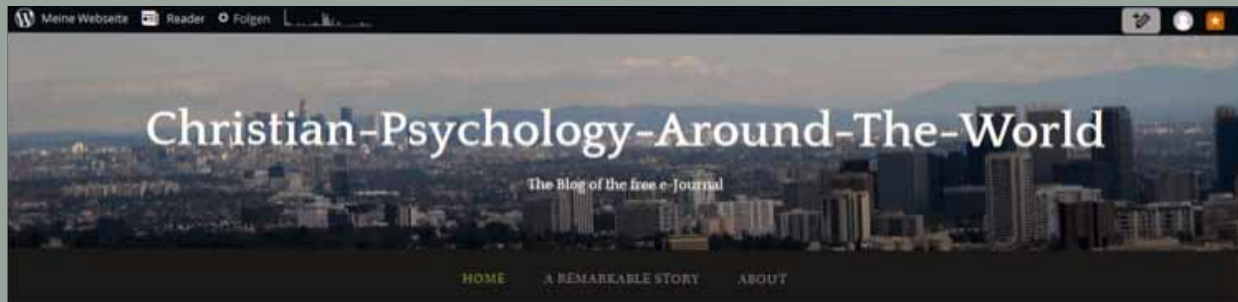 Meine Webseite Reader Folgen
Christian-Psychology-Around-The-World
The Blog of the free e-Journal
HOME A REMARKABLE STORY ABOUT